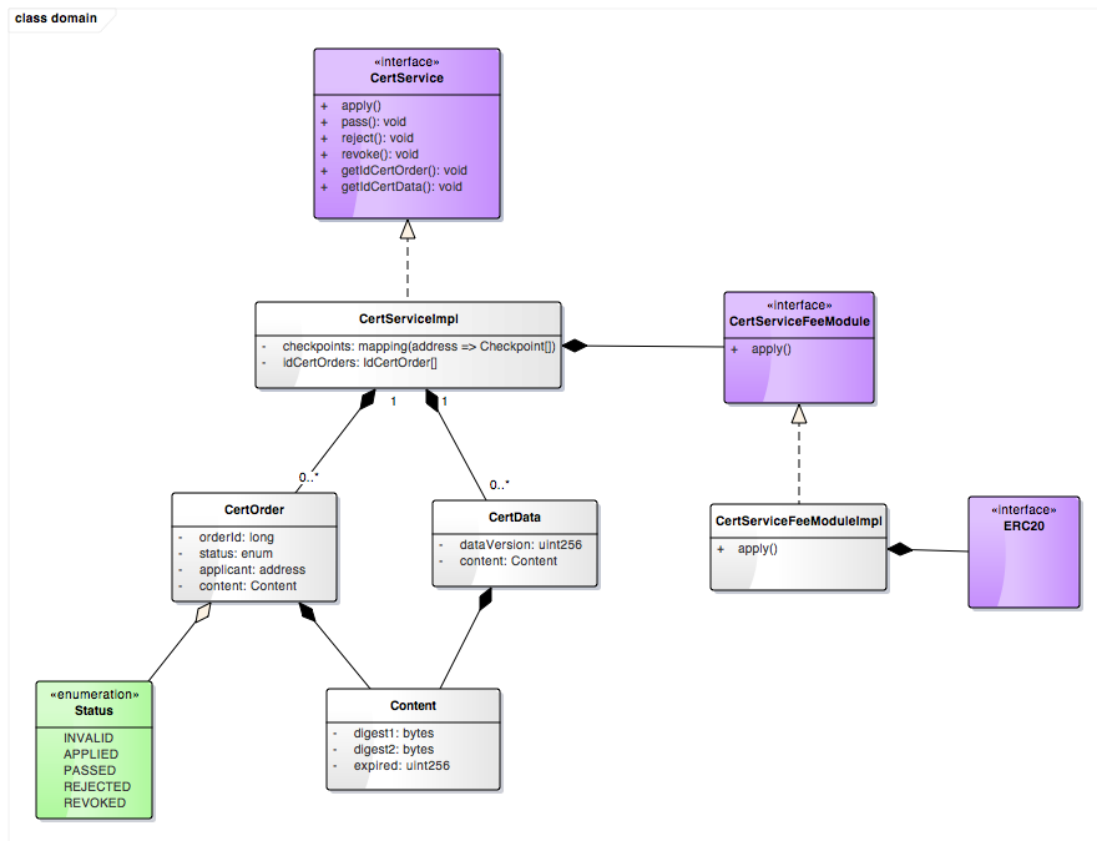 class domain
«interface»
CertService
+ apply()
+ pass(): void
+ reject(): void
+ revoke(): void
+ getIdCertOrder(): void
+ getIdCertData(): void
CertServiceImpl
- checkpoints: mapping(address => Checkpoint[])
- idCertOrders: IdCertOrder[]
«interface»
CertServiceFeeModule
+ apply()
1
1
0..*
0..*
CertOrder
- orderId: long
- status: enum
- applicant: address
- content: Content
CertData
- dataVersion: uint256
- content: Content
CertServiceFeeModuleImpl
+ apply()
«interface»
ERC20
«enumeration»
Status
INVALID
APPLIED
PASSED
REJECTED
REVOKED
Content
- digest1: bytes
- digest2: bytes
- expired: uint256